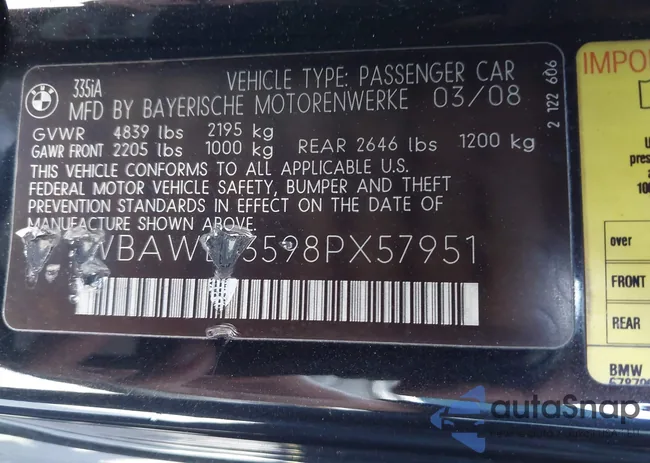 BMW
335iA
VEHICLE TYPE: PASSENGER CAR
MFD BY BAYERISCHE MOTORENWERKE 03/08
GVWR 4839 lbs 2195 kg
GAWR FRONT 2205 lbs 1000 kg REAR 2646 lbs 1200 kg
THIS VEHICLE CONFORMS TO ALL APPLICABLE U.S.
FEDERAL MOTOR VEHICLE SAFETY, BUMPER AND THEFT
PREVENTION STANDARDS IN EFFECT ON THE DATE OF
MANUFACTURE SHOWN ABOVE.
2 122 606
IMPO
over
FRONT
REAR
BMW
autoSnap